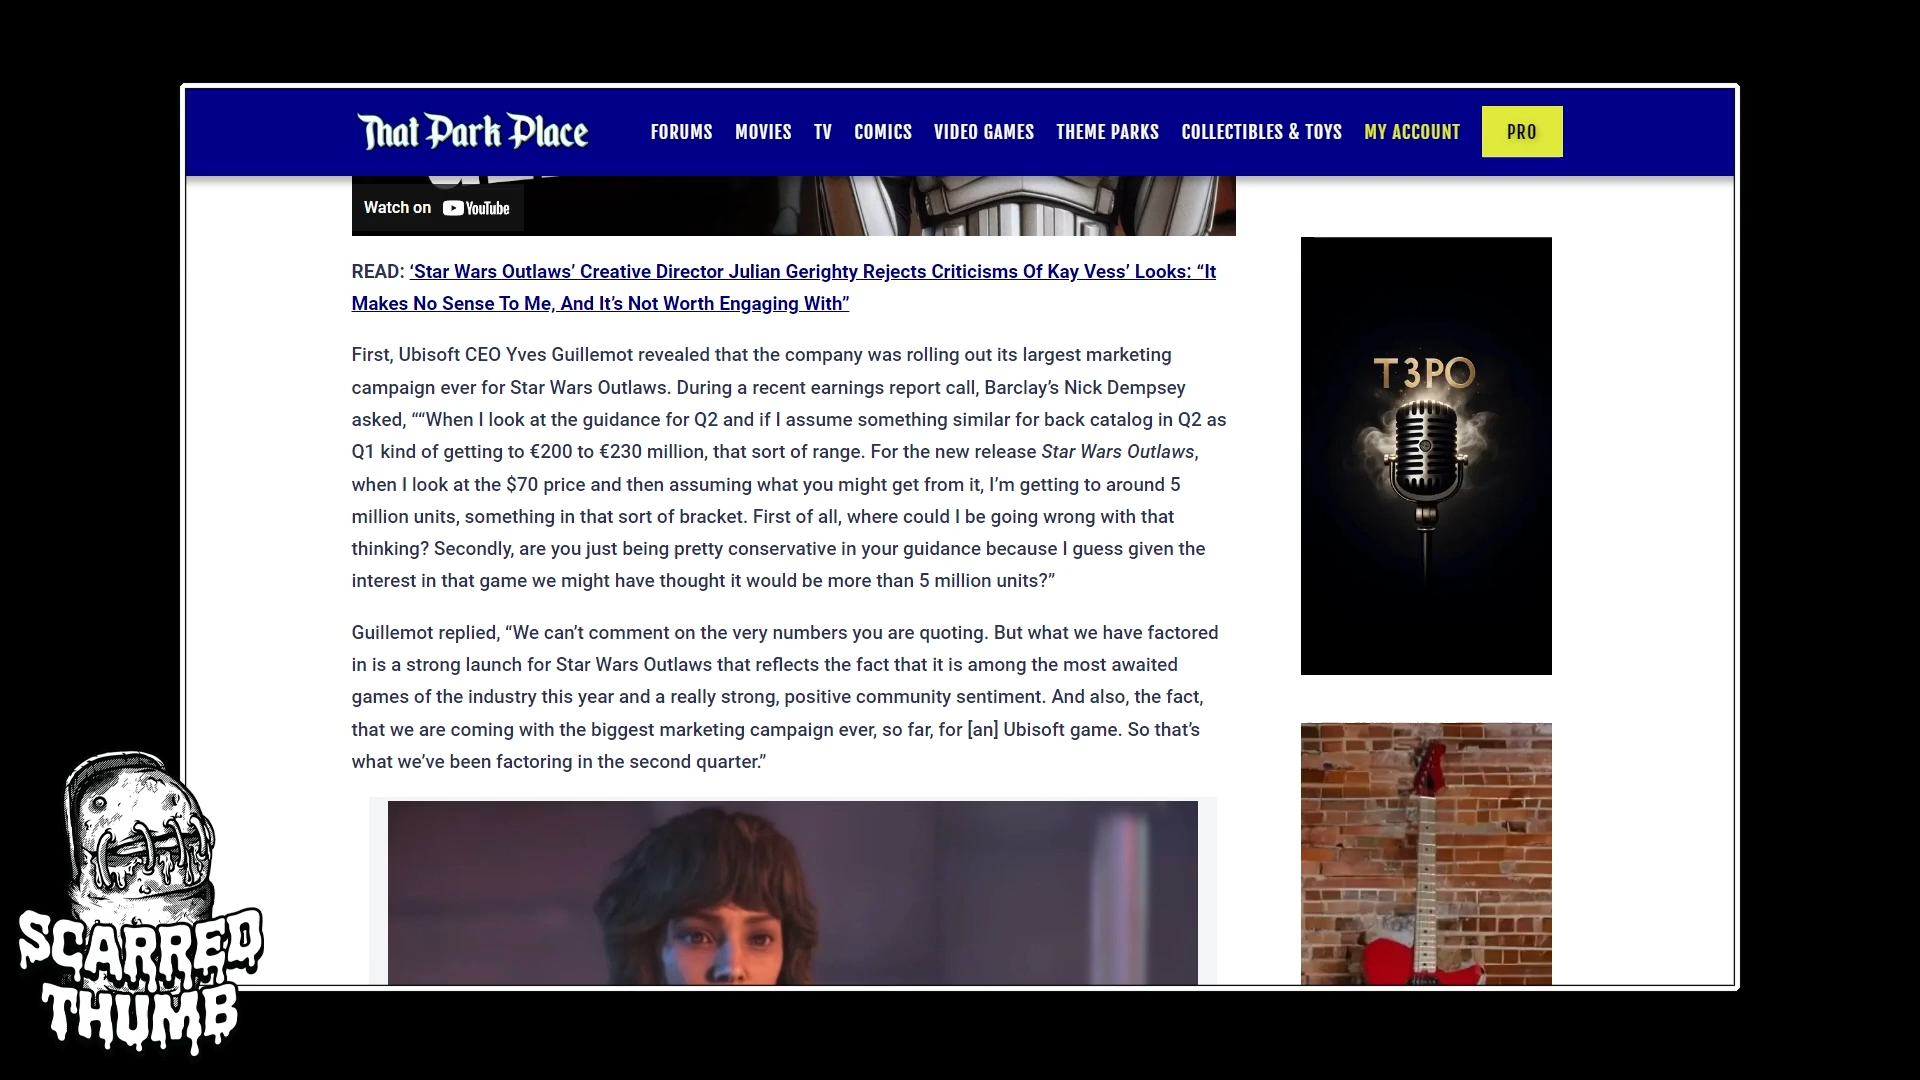 That Park Place
FORUMS MOVIES TV COMICS VIDEO GAMES THEME PARKS COLLECTIBLES & TOYS MY ACCOUNT PRO
Watch on YouTube
READ: ‘Star Wars Outlaws’ Creative Director Julian Gerighty Rejects Criticisms Of Kay Vess’ Looks: “It
Makes No Sense To Me, And It’s Not Worth Engaging With”
First, Ubisoft CEO Yves Guillemot revealed that the company was rolling out its largest marketing
campaign ever for Star Wars Outlaws. During a recent earnings report call, Barclay’s Nick Dempsey
asked, ““When I look at the guidance for Q2 and if I assume something similar for back catalog in Q2 as
Q1 kind of getting to €200 to €230 million, that sort of range. For the new release Star Wars Outlaws,
when I look at the $70 price and then assuming what you might get from it, I’m getting to around 5
million units, something in that sort of bracket. First of all, where could I be going wrong with that
thinking? Secondly, are you just being pretty conservative in your guidance because I guess given the
interest in that game we might have thought it would be more than 5 million units?”
Guillemot replied, “We can’t comment on the very numbers you are quoting. But what we have factored
in is a strong launch for Star Wars Outlaws that reflects the fact that it is among the most awaited
games of the industry this year and a really strong, positive community sentiment. And also, the fact,
that we are coming with the biggest marketing campaign ever, so far, for [an] Ubisoft game. So that’s
what we’ve been factoring in the second quarter.”
T3PO
SCARRED
THUMB